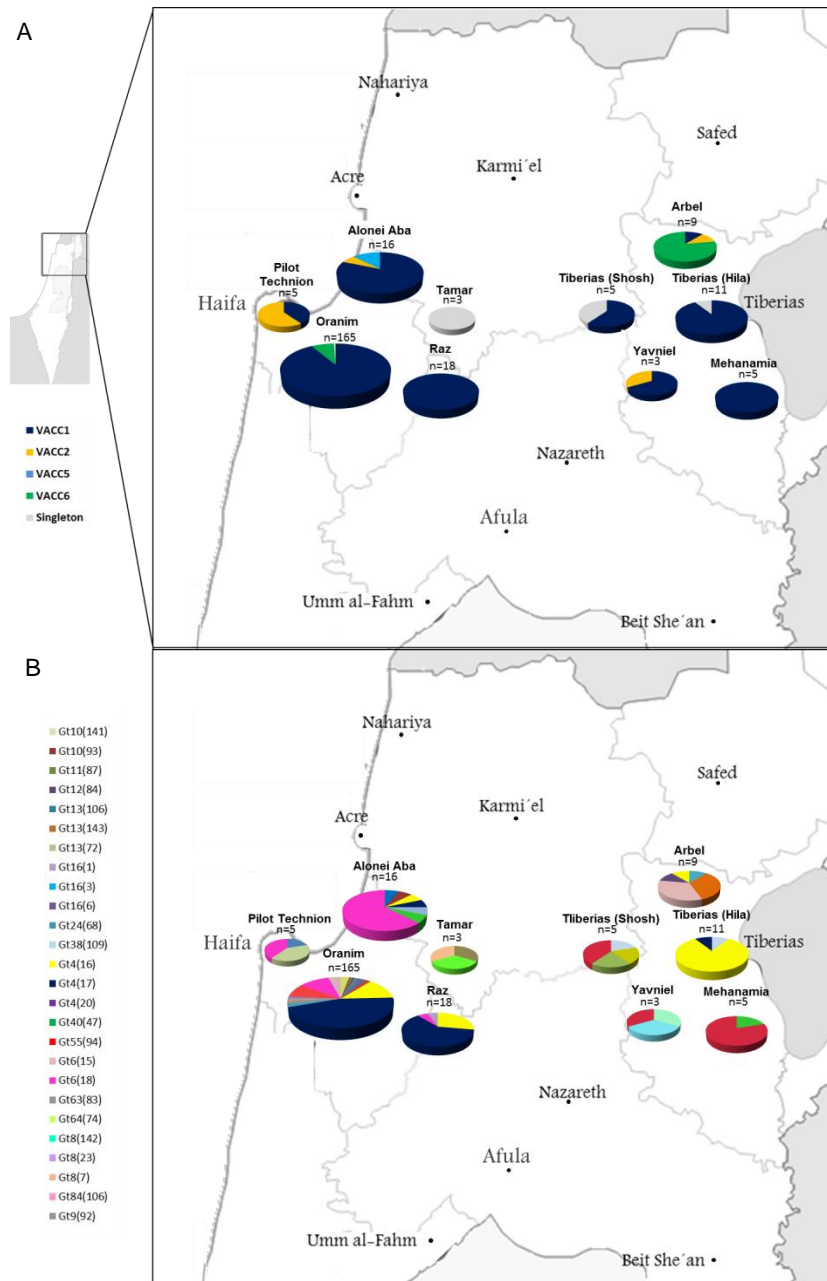 A
Nahariya
Safed
Karmi´el
Acre
Arbel
n=9
Alonei Aba
n=16
Pilot
Technion
n=5
Tiberias (Shosh)
n=5
Tiberias (Hila)
n=11
Tamar
n=3
Haifa
Tiberias
Oranim
n=165
Raz
n=18
Yavniel
n=3
Mehanamia
n=5
VACC1
VACC2
VACC5
VACC6
Singleton
Nazareth
Afula
Umm al-Fahm
Beit She´an
B
Gt10(141)
Gt10(93)
Gt11(87)
Gt12(84)
Gt13(106)
Gt13(143)
Gt13(72)
Gt16(1)
Gt16(3)
Gt16(6)
Gt24(68)
Gt38(109)
Gt4(16)
Gt4(17)
Gt4(20)
Gt40(47)
Gt55(94)
Gt6(15)
Gt6(18)
Gt63(83)
Gt64(74)
Gt8(142)
Gt8(23)
Gt8(7)
Gt84(106)
Gt9(92)
Nahariya
Safed
Karmi´el
Acre
Arbel
n=9
Alonei Aba
n=16
Pilot Technion
n=5
Tamar
n=3
Tliberias (Shosh)
n=5
Tiberias (Hila)
n=11
Haifa
Tiberias
Oranim
n=165
Raz
n=18
Yavniel
n=3
Mehanamia
n=5
Nazareth
Afula
Umm al-Fahm
Beit She´an